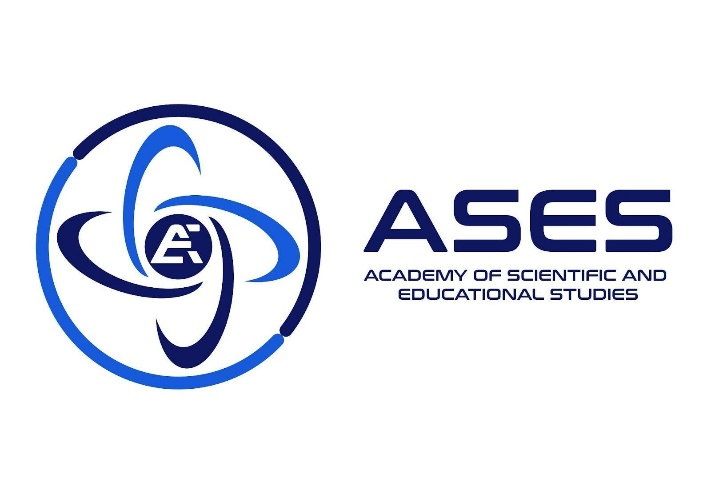 ASES
ACADEMY OF SCIENTIFIC AND
EDUCATIONAL STUDIES